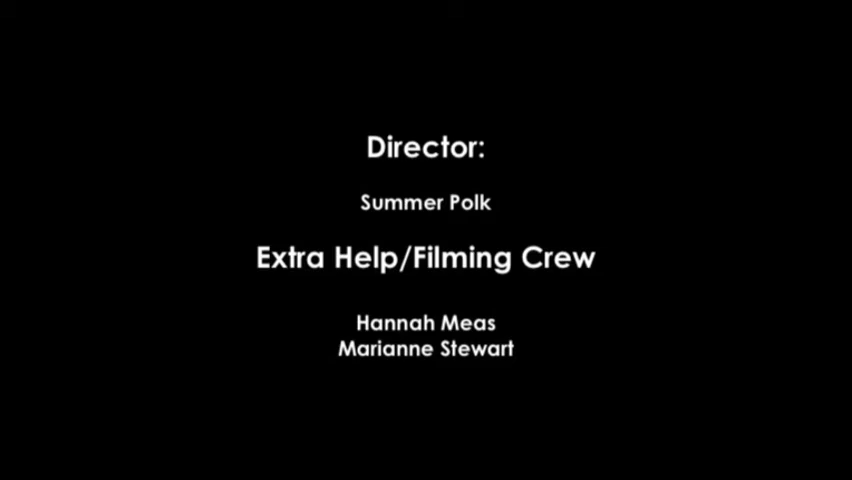 Director:
Summer Polk
Extra Help/Filming Crew
Hannah Meas
Marianne Stewart